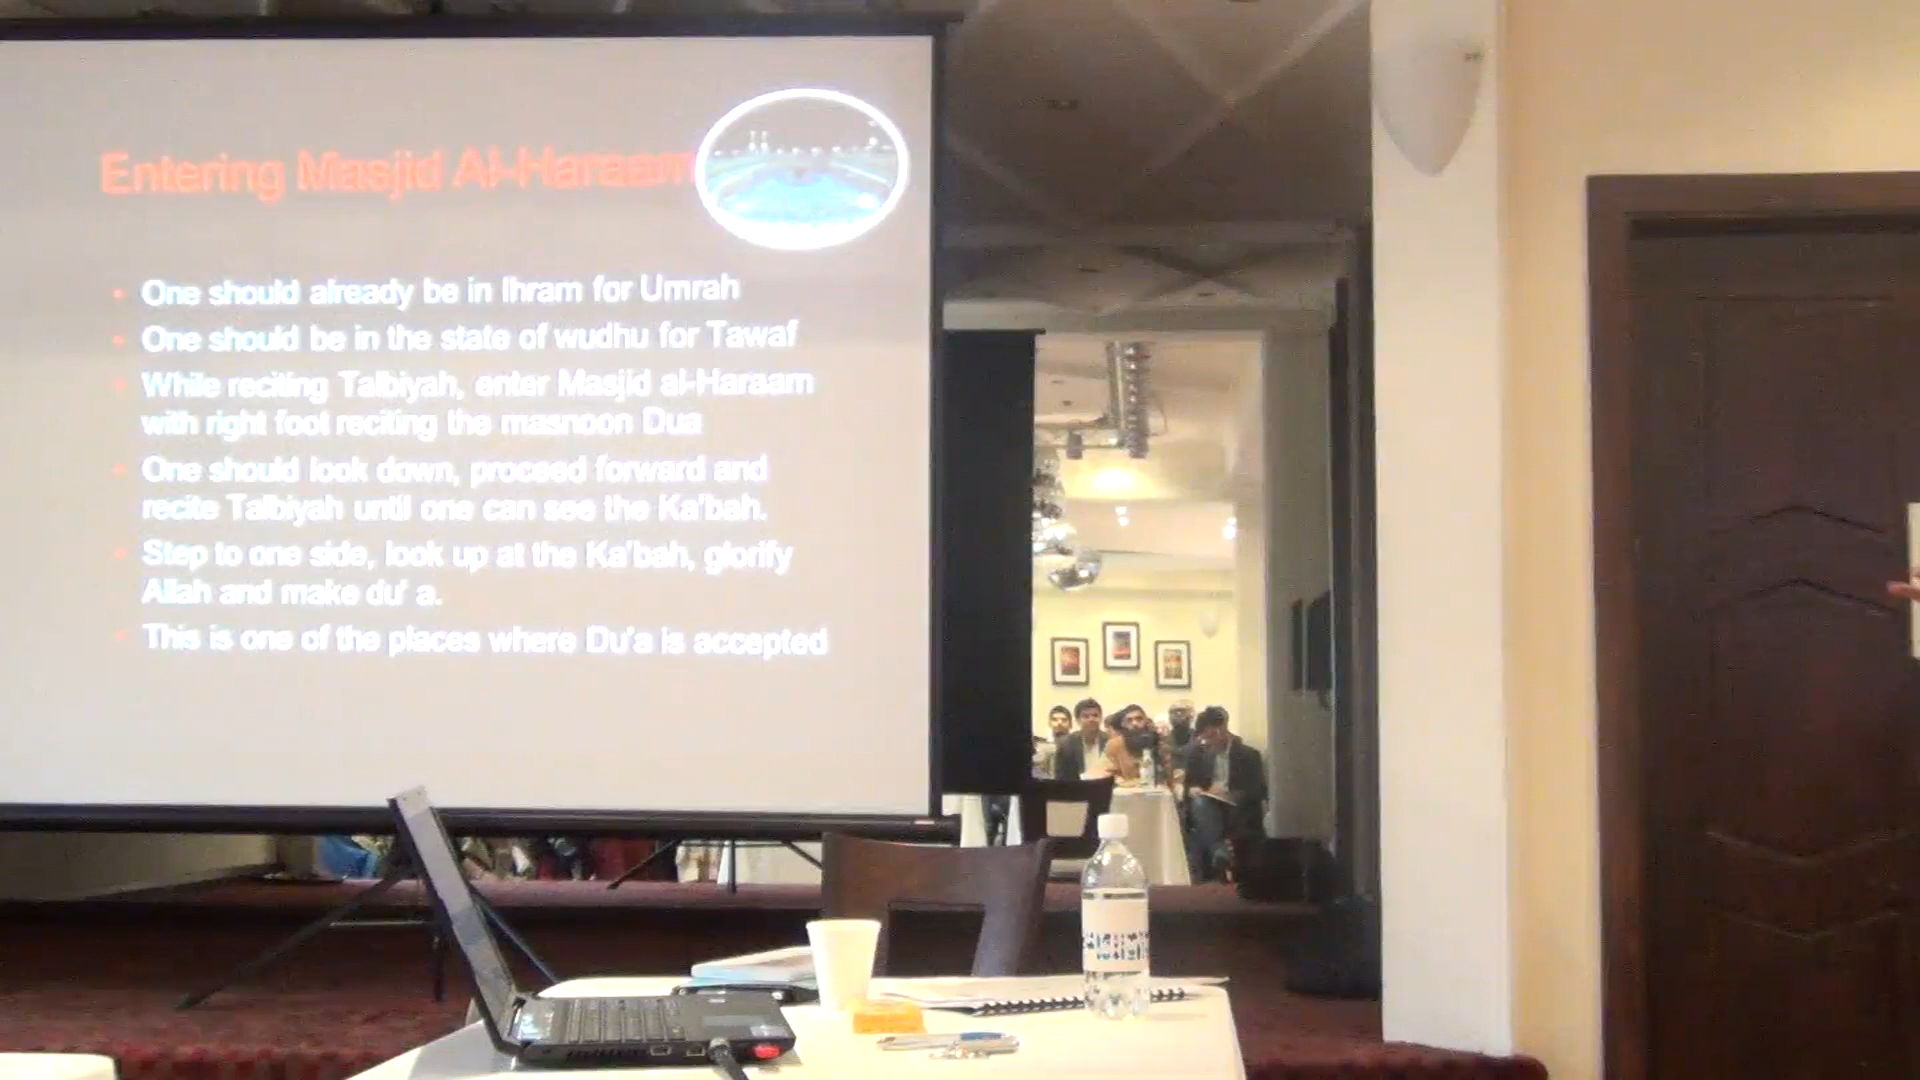 Entering Masjid Al-Haraam
One should already be in Ihram for Umrah
One should be in the state of wudhu for Tawaf
While reciting Talbiyah, enter Masjid al-Haraam
with right foot reciting the masnoon Dua
One should look down, proceed forward and
recite Talbiyah until one can see the Ka'bah.
Step to one side, look up at the Ka'bah, glorify
Allah and make du' a.
This is one of the places where Du'a is accepted